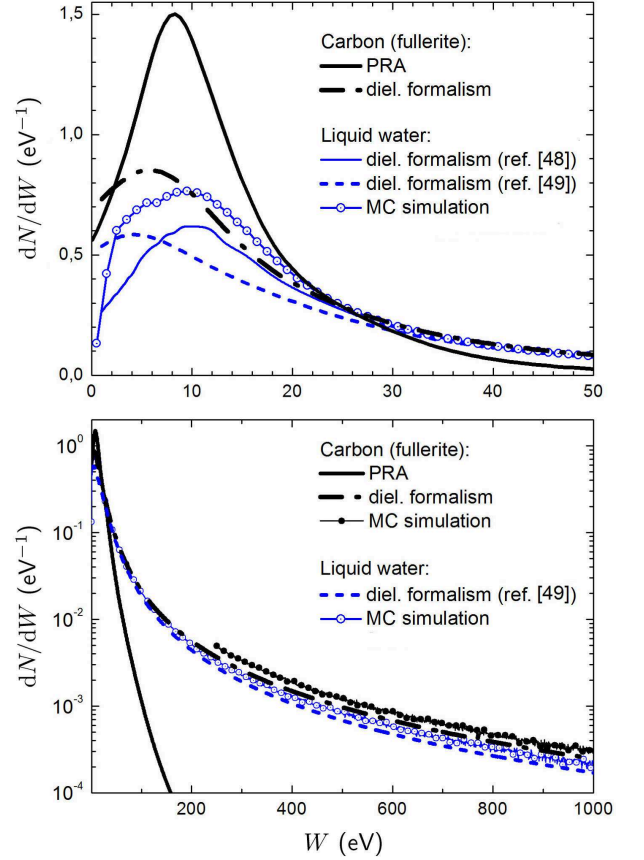 1,5
1,0
0,5
0,0
dN/dW (eV⁻¹)
Carbon (fullerite):
PRA
diel. formalism
Liquid water:
diel. formalism (ref. [48])
diel. formalism (ref. [49])
MC simulation
0 10 20 30 40 50
10⁰
10⁻¹
10⁻²
10⁻³
10⁻⁴
dN/dW (eV⁻¹)
Carbon (fullerite):
PRA
diel. formalism
MC simulation
Liquid water:
diel. formalism (ref. [49])
MC simulation
200 400 600 800 1000
W (eV)